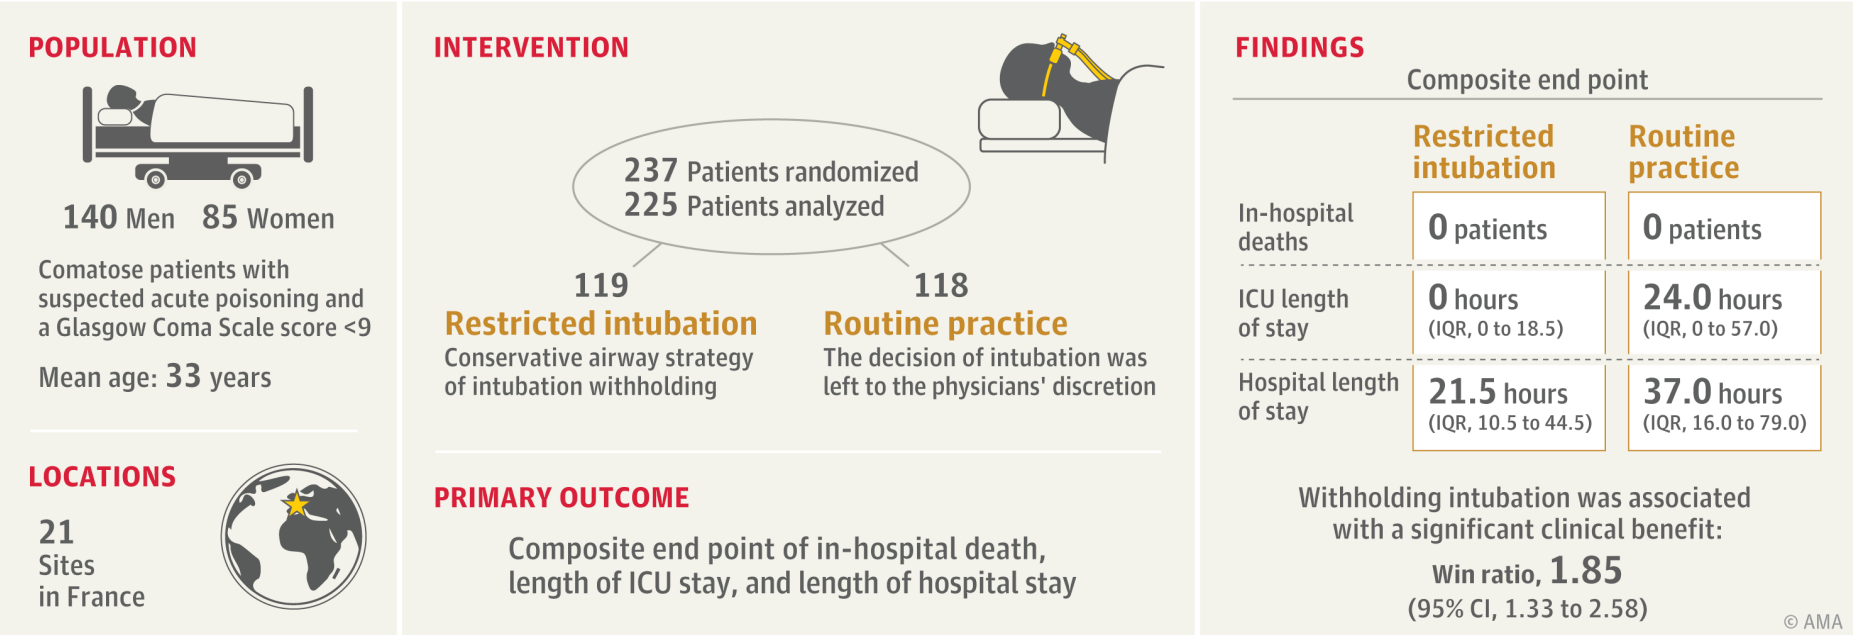 POPULATION
140 Men 85 Women
Comatose patients with
suspected acute poisoning and
a Glasgow Coma Scale score <9
Mean age: 33 years
LOCATIONS
21
Sites
in France
INTERVENTION
237 Patients randomized
225 Patients analyzed
119
Restricted intubation
Conservative airway strategy
of intubation withholding
118
Routine practice
The decision of intubation was
left to the physicians' discretion
PRIMARY OUTCOME
Composite end point of in-hospital death,
length of ICU stay, and length of hospital stay
FINDINGS
Composite end point
Restricted
intubation
Routine
practice
In-hospital
deaths
0 patients
0 patients
ICU length
of stay
0 hours
(IQR, 0 to 18.5)
24.0 hours
(IQR, 0 to 57.0)
Hospital length
of stay
21.5 hours
(IQR, 10.5 to 44.5)
37.0 hours
(IQR, 16.0 to 79.0)
Withholding intubation was associated
with a significant clinical benefit:
Win ratio, 1.85
(95% CI, 1.33 to 2.58)
© AMA